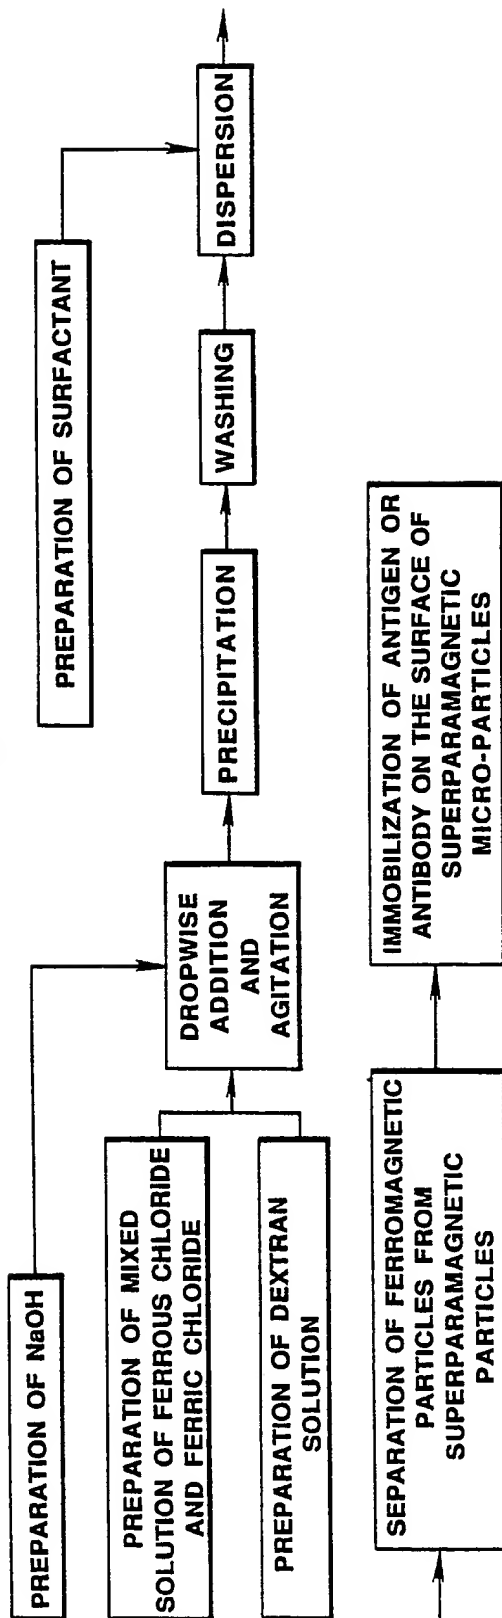 PREPARATION OF NaOH
PREPARATION OF MIXED
SOLUTION OF FERROUS CHLORIDE
AND FERRIC CHLORIDE
PREPARATION OF DEXTRAN
SOLUTION
DROPWISE
ADDITION
AND
AGITATION
PRECIPITATION
WASHING
PREPARATION OF SURFACTANT
DISPERSION
SEPARATION OF FERROMAGNETIC
PARTICLES FROM
SUPERPARAMAGNETIC
PARTICLES
IMMOBILIZATION OF ANTIGEN OR
ANTIBODY ON THE SURFACE OF
SUPERPARAMAGNETIC
MICRO-PARTICLES